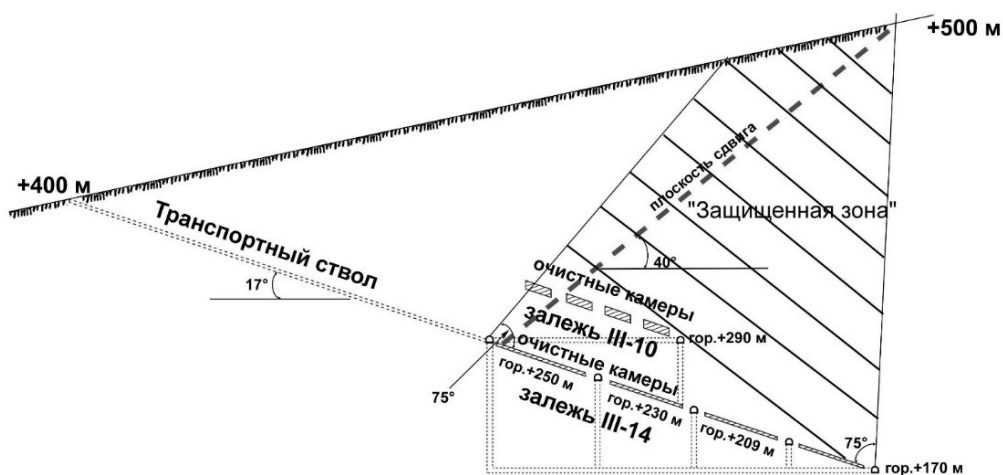 +500 м
+400 м
Транспортный ствол
17°
плоскость сдвига
"Защищенная зона"
40°
очистные камеры
залежь III-10
гор.+290 м
очистные камеры
75°
гор.+250 м
залежь III-14
гор.+230 м
гор.+209 м
75°
гор.+170 м